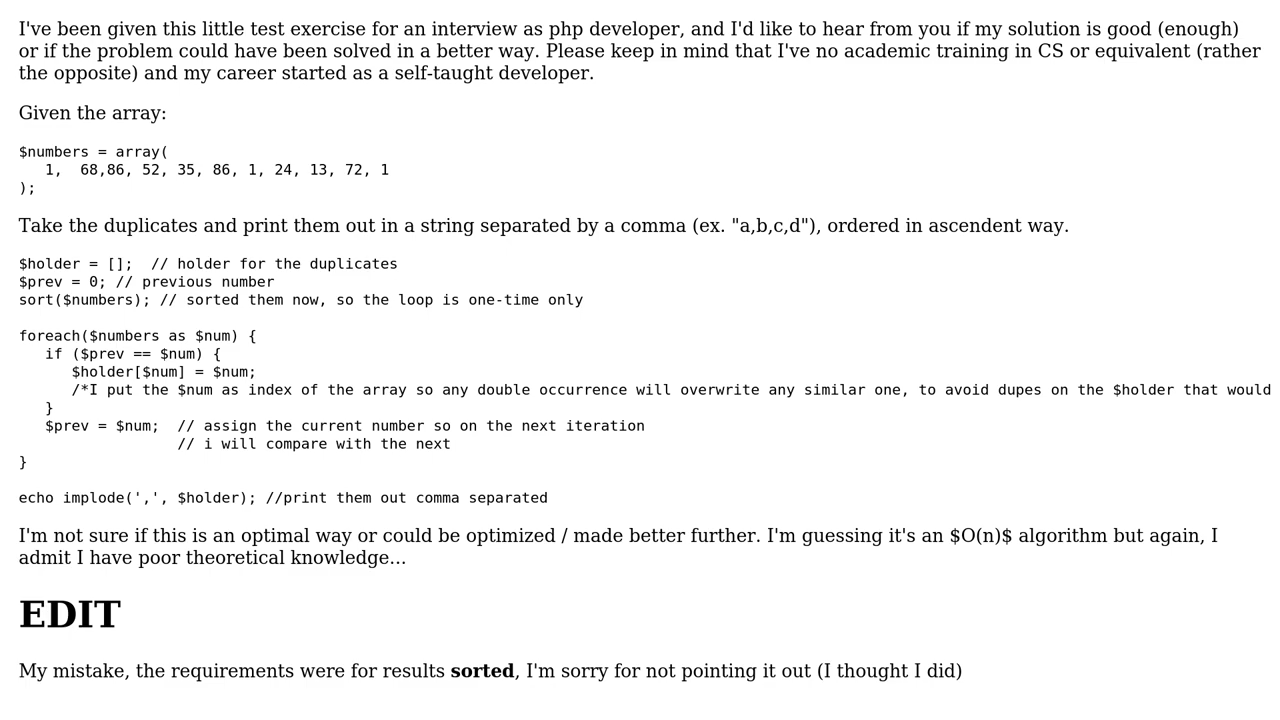 I've been given this little test exercise for an interview as php developer, and I'd like to hear from you if my solution is good (enough)
or if the problem could have been solved in a better way. Please keep in mind that I've no academic training in CS or equivalent (rather
the opposite) and my career started as a self-taught developer.
Given the array:
$numbers = array(
   1,  68,86, 52, 35, 86, 1, 24, 13, 72, 1
);
Take the duplicates and print them out in a string separated by a comma (ex. "a,b,c,d"), ordered in ascendent way.
$holder = [];  // holder for the duplicates
$prev = 0; // previous number
sort($numbers); // sorted them now, so the loop is one-time only
foreach($numbers as $num) {
   if ($prev == $num) {
      $holder[$num] = $num;
      /*I put the $num as index of the array so any double occurrence will overwrite any similar one, to avoid dupes on the $holder that would
   }
   $prev = $num;  // assign the current number so on the next iteration
                  // i will compare with the next
}
echo implode(',', $holder); //print them out comma separated
I'm not sure if this is an optimal way or could be optimized / made better further. I'm guessing it's an $O(n)$ algorithm but again, I
admit I have poor theoretical knowledge...
EDIT
My mistake, the requirements were for results sorted, I'm sorry for not pointing it out (I thought I did)